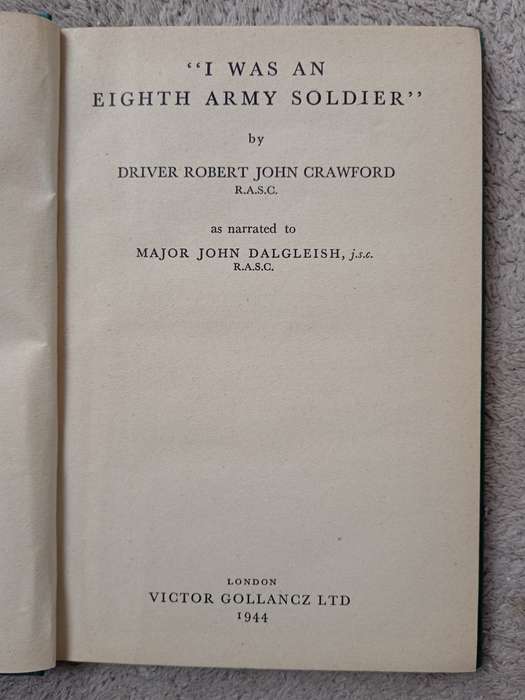 “I WAS AN
EIGHTH ARMY SOLDIER”
by
DRIVER ROBERT JOHN CRAWFORD
R.A.S.C.
as narrated to
MAJOR JOHN DALGLEISH, j.s.c.
R.A.S.C.
LONDON
VICTOR GOLLANCZ LTD
1944